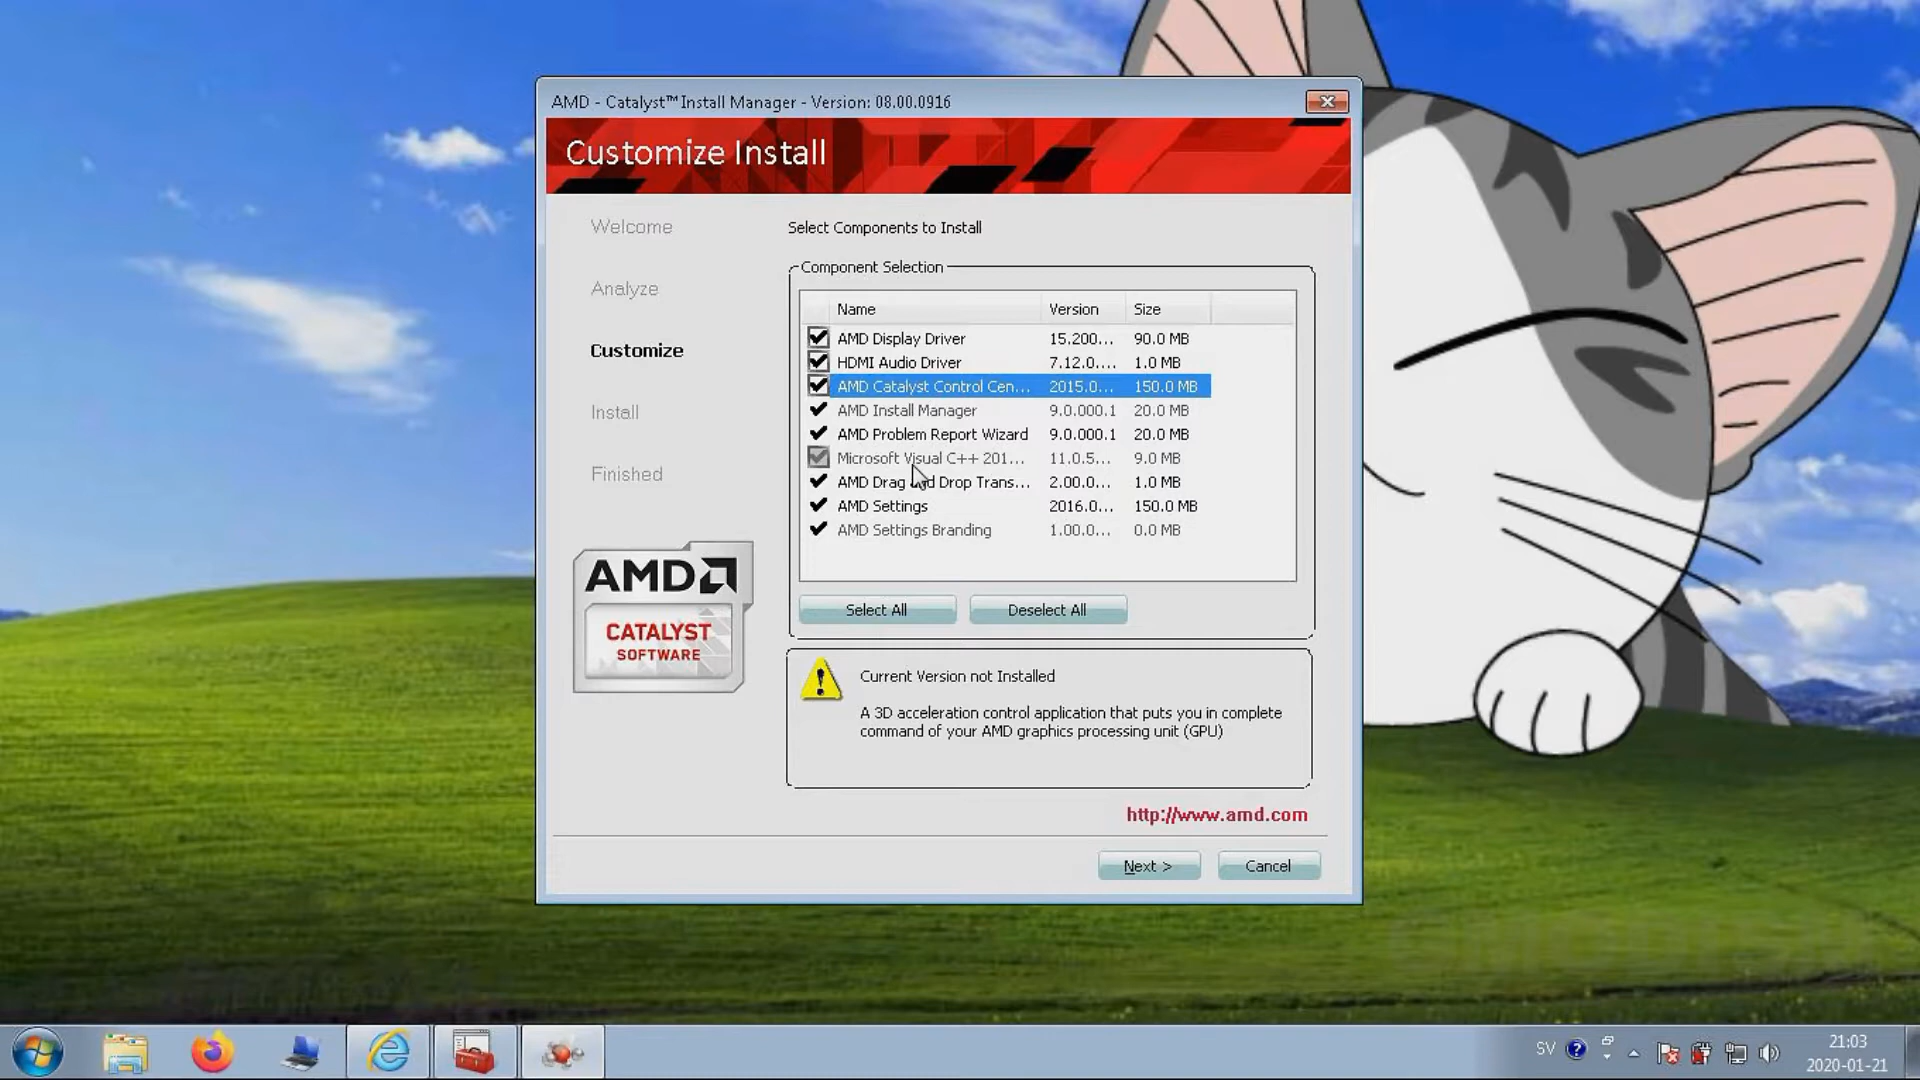 AMD - Catalyst™ Install Manager - Version: 08.00.0916
Customize Install
Welcome
Analyze
Customize
Install
Finished
Select Components to Install
Component Selection
Name Version Size
AMD Display Driver 15.200... 90.0 MB
HDMI Audio Driver 7.12.0.... 1.0 MB
AMD Catalyst Control Cen... 2015.0... 150.0 MB
AMD Install Manager 9.0.000.1 20.0 MB
AMD Problem Report Wizard 9.0.000.1 20.0 MB
Microsoft Visual C++ 201... 11.0.5... 9.0 MB
AMD Drag and Drop Trans... 2.00.0... 1.0 MB
AMD Settings 2016.0... 150.0 MB
AMD Settings Branding 1.00.0... 0.0 MB
Select All Deselect All
AMD
CATALYST
SOFTWARE
Current Version not Installed
A 3D acceleration control application that puts you in complete
command of your AMD graphics processing unit (GPU)
http://www.amd.com
Next > Cancel
SV
21:03
2020-01-21